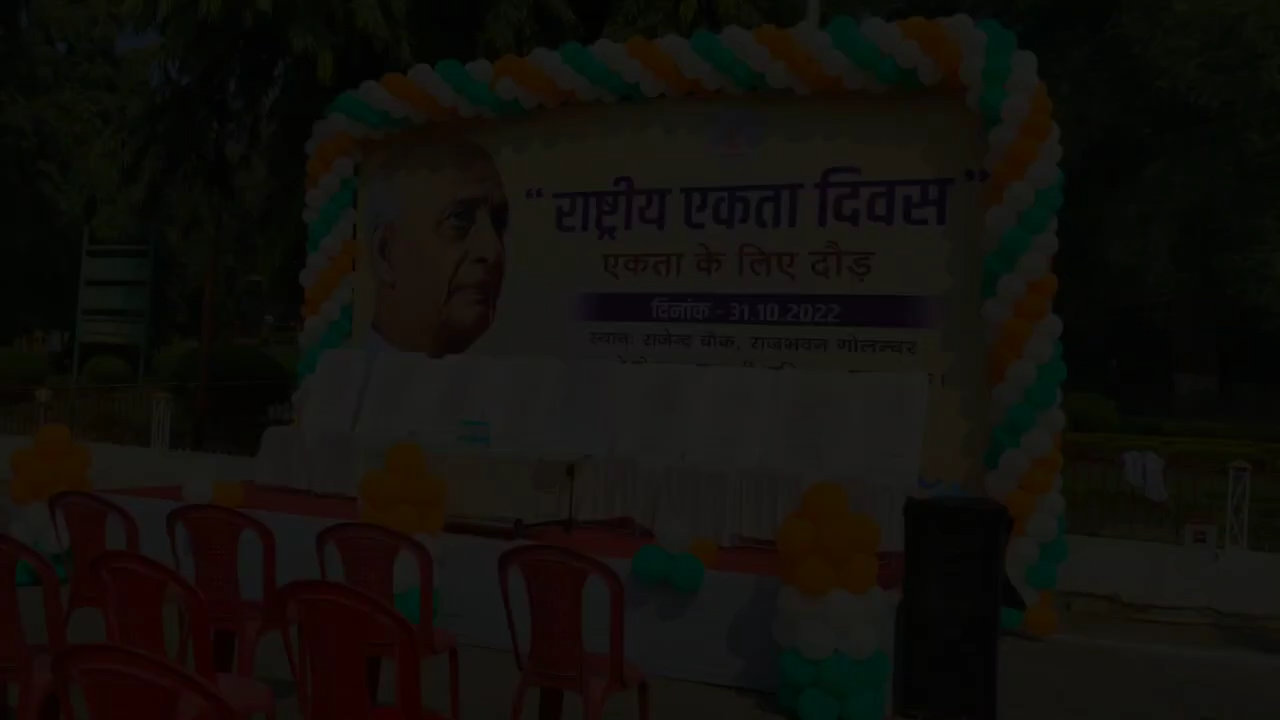 “राष्ट्रीय एकता दिवस”
एकता के लिए दौड़
दिनांक - 31.10.2022
स्थानः राजेन्द्र चौक, राजभवन गोलम्बर